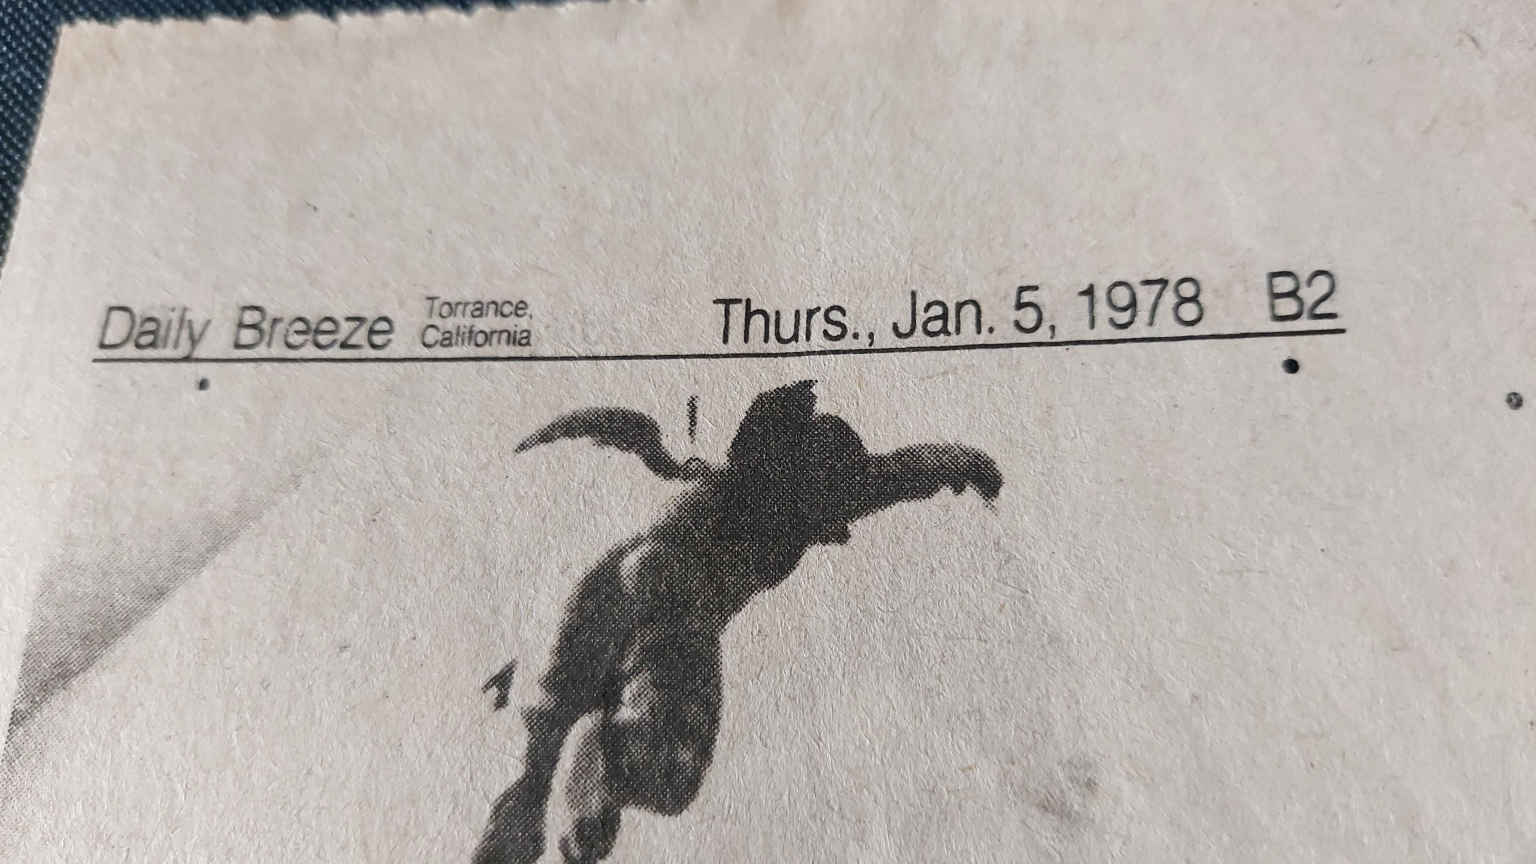 Daily Breeze Torrance, California Thurs., Jan. 5, 1978 B2